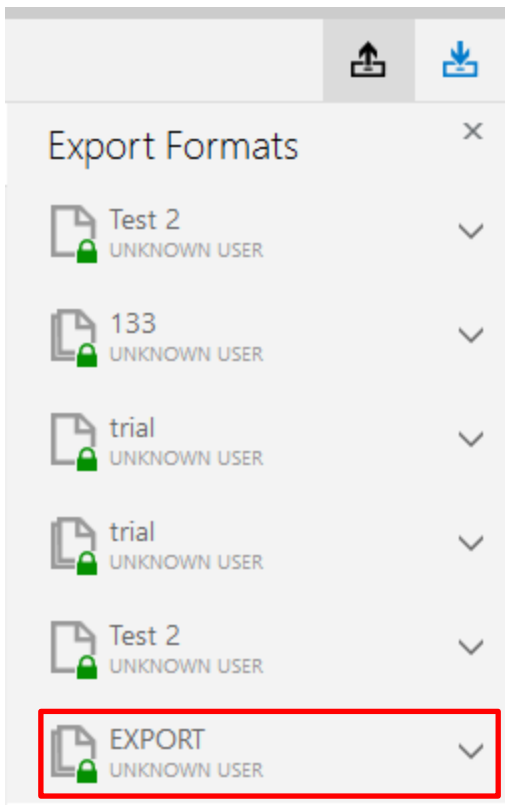 Export Formats
Test 2
UNKNOWN USER
133
UNKNOWN USER
trial
UNKNOWN USER
trial
UNKNOWN USER
Test 2
UNKNOWN USER
EXPORT
UNKNOWN USER